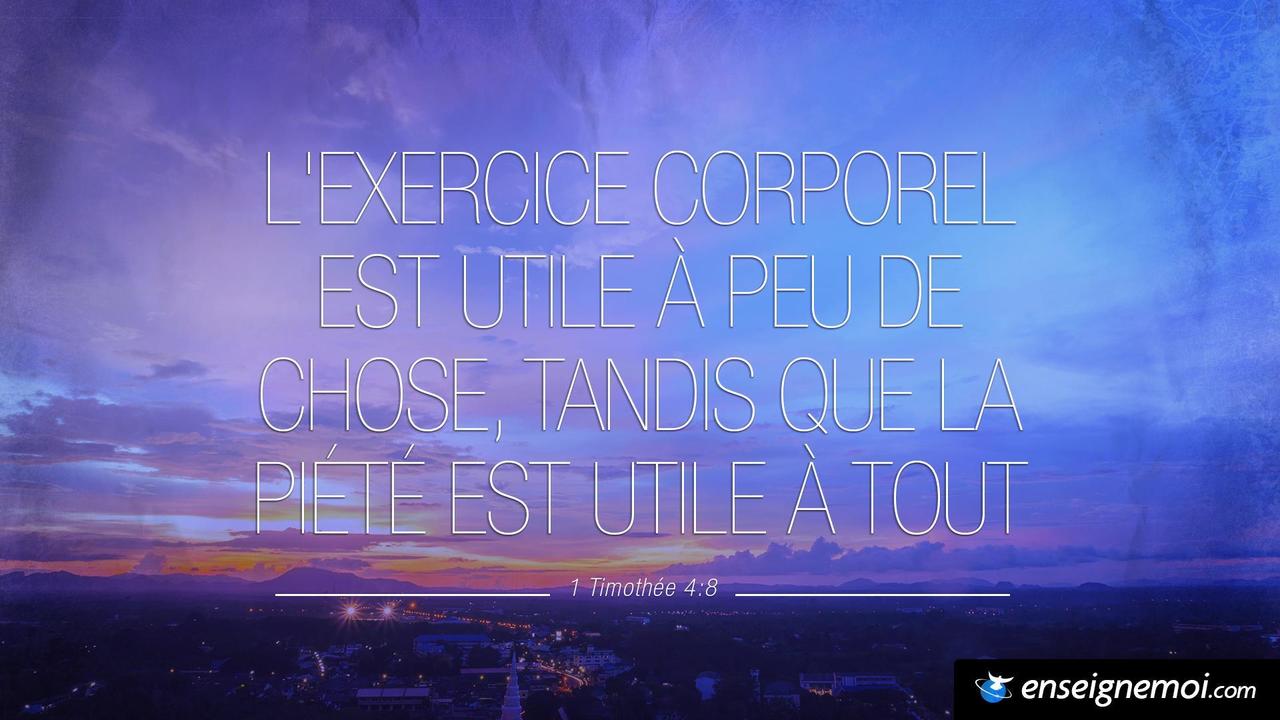 L'EXERCICE CORPOREL
EST UTILE À PEU DE
CHOSE, TANDIS QUE LA
PIÉTÉ EST UTILE À TOUT
1 Timothée 4:8
enseignemoi.com